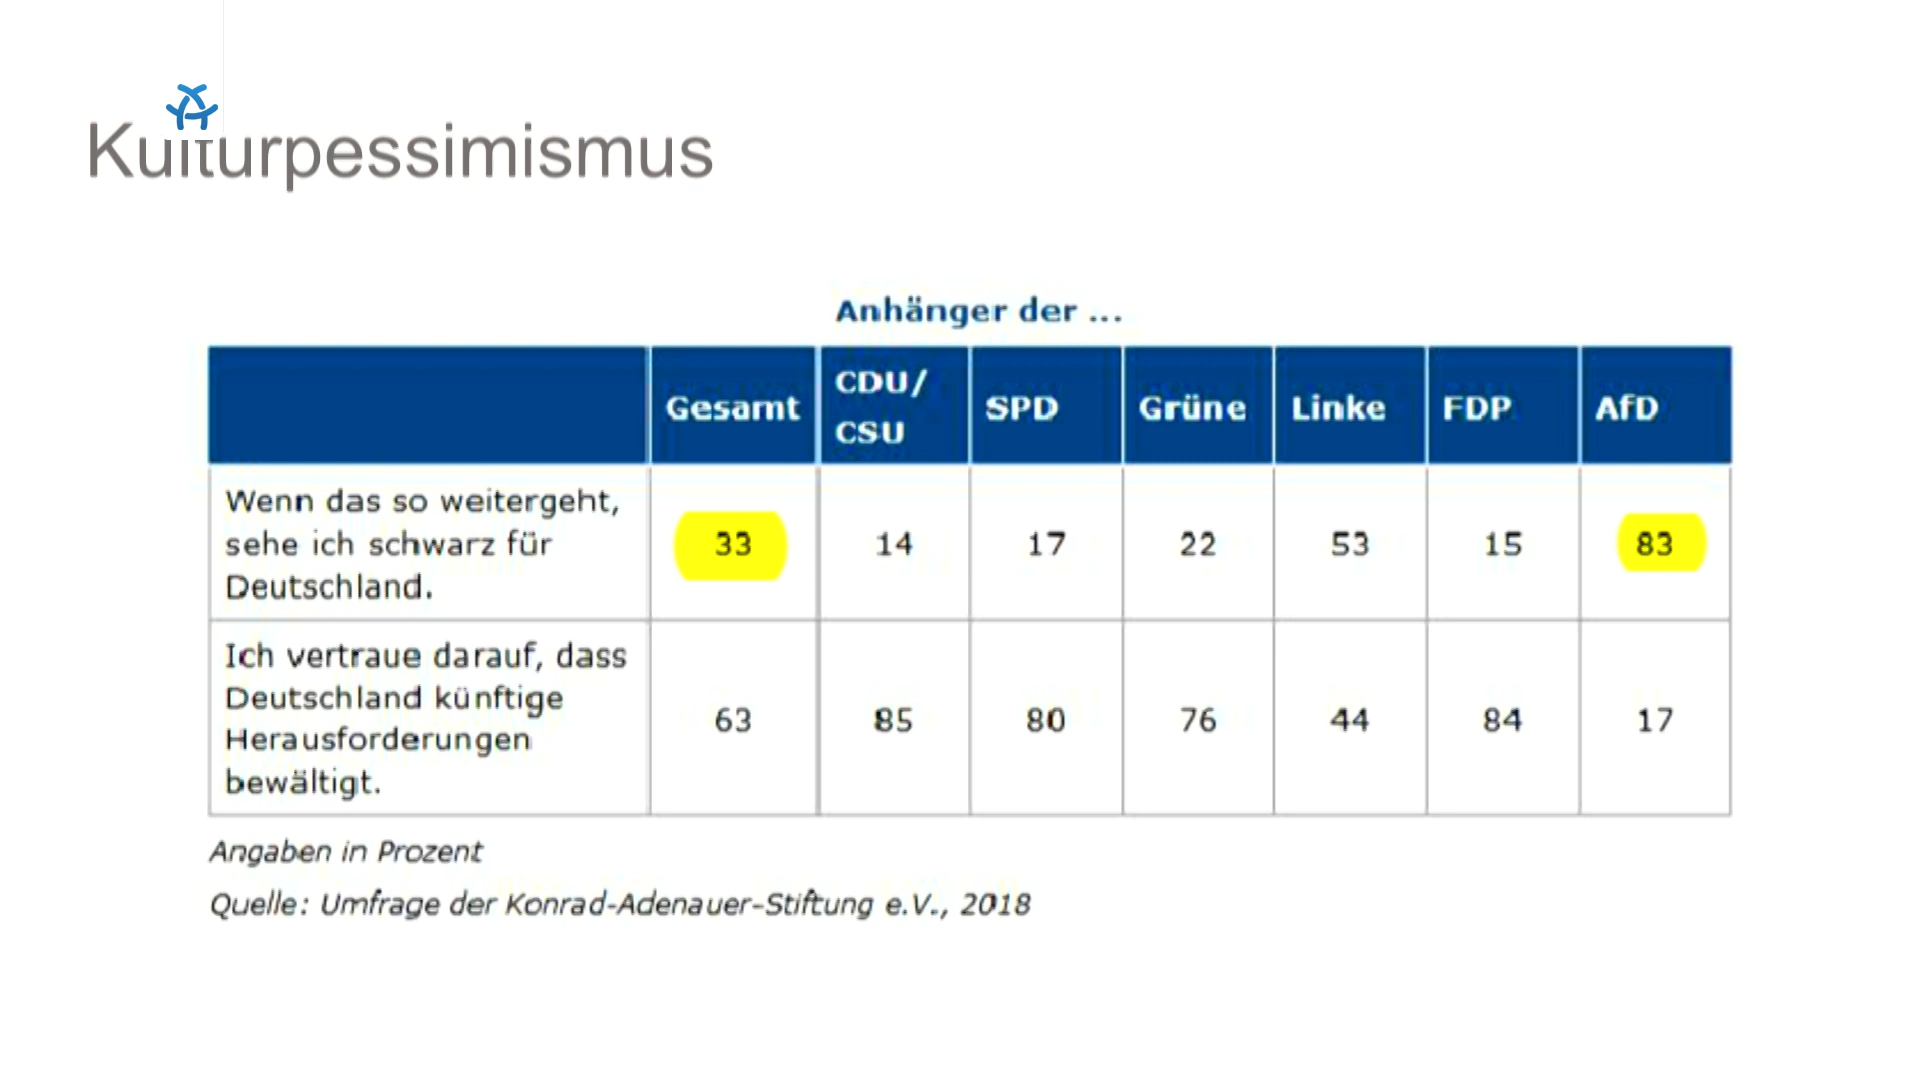 Kulturpessimismus
Anhänger der ...
Gesamt
CDU/
CSU
SPD
Grüne
Linke
FDP
AfD
Wenn das so weitergeht,
sehe ich schwarz für
Deutschland.
33
14
17
22
53
15
83
Ich vertraue darauf, dass
Deutschland künftige
Herausforderungen
bewältigt.
63
85
80
76
44
84
17
Angaben in Prozent
Quelle: Umfrage der Konrad-Adenauer-Stiftung e.V., 2018